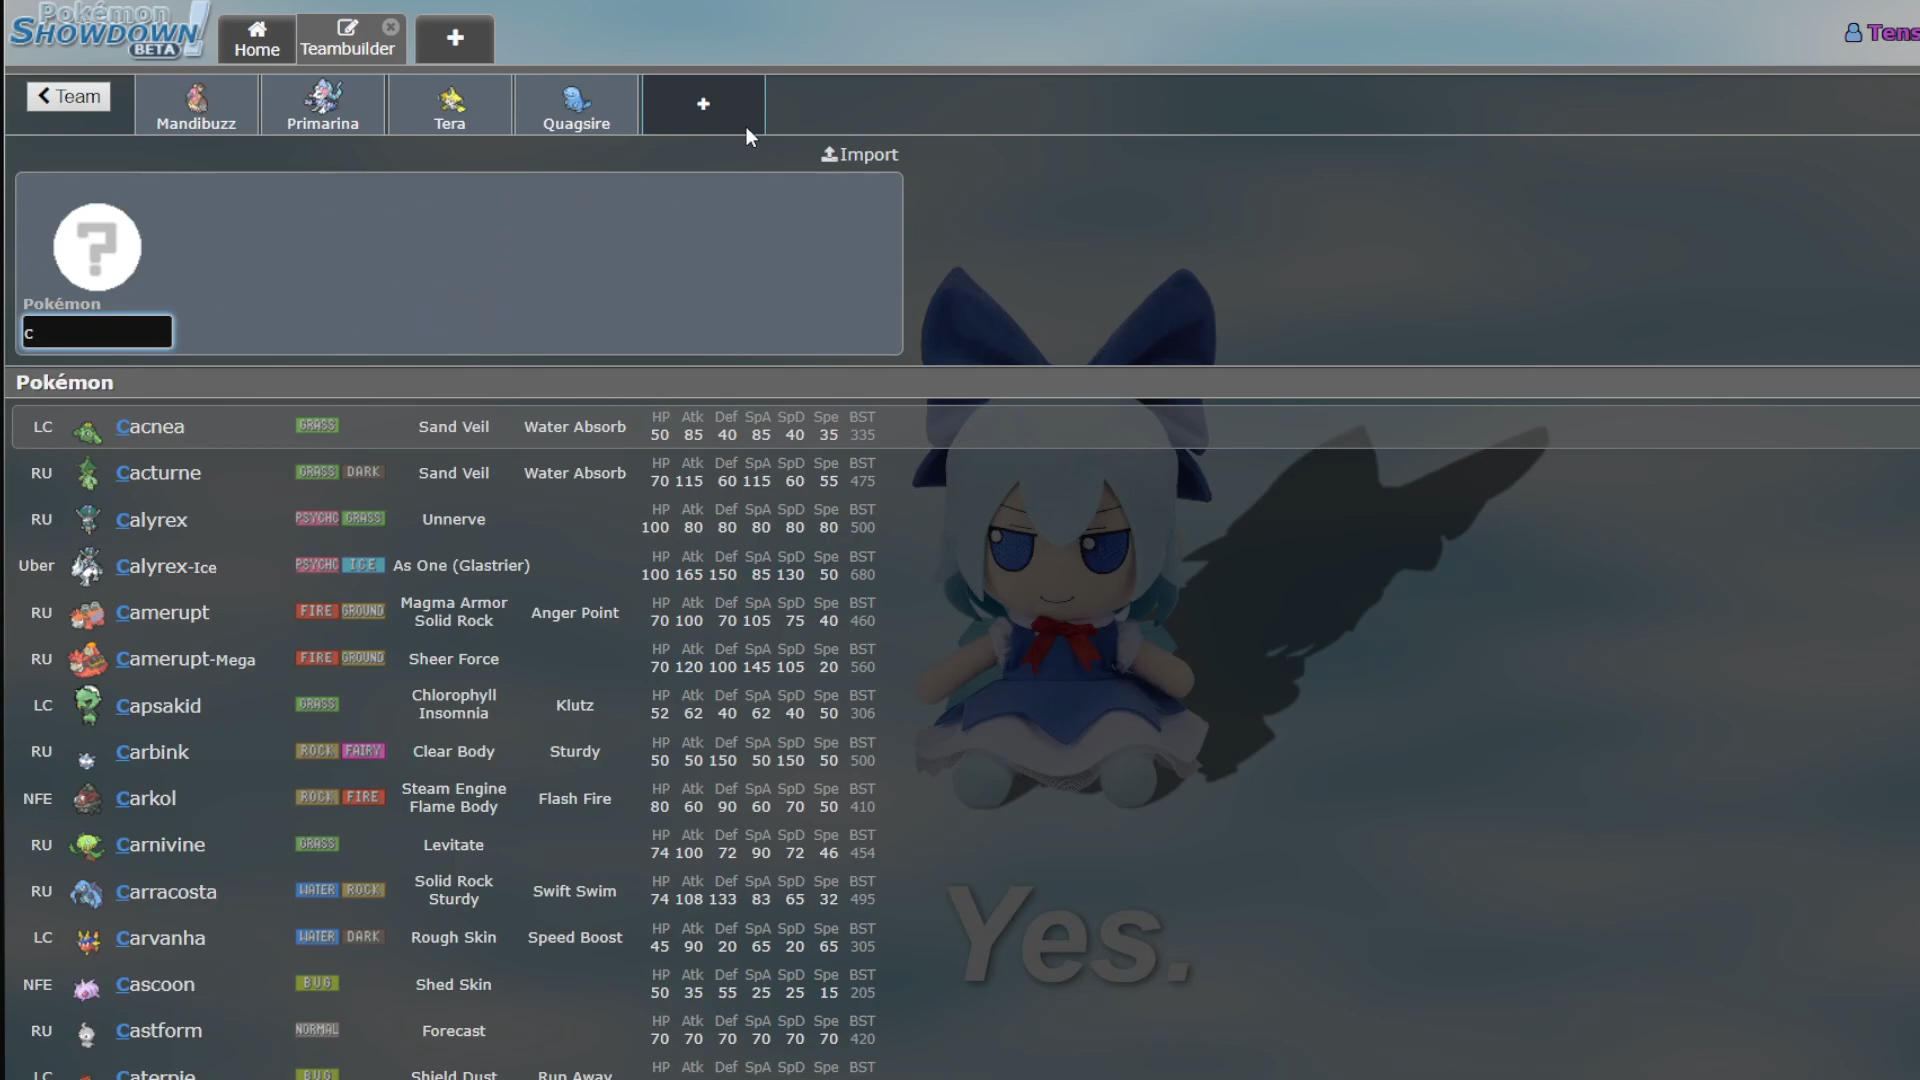 Pokémon
SHOWDOWN!
BETA
Home
Teambuilder
Team
Mandibuzz
Primarina
Tera
Quagsire
Import
?
Pokémon
c
Pokémon
LC Cacnea GRASS Sand Veil Water Absorb HP 50 Atk 85 Def 40 SpA 85 SpD 40 Spe 35 BST 335
RU Cacturne GRASS DARK Sand Veil Water Absorb HP 70 Atk 115 Def 60 SpA 115 SpD 60 Spe 55 BST 475
RU Calyrex PSYCHC GRASS Unnerve HP 100 Atk 80 Def 80 SpA 80 SpD 80 Spe 80 BST 500
Uber Calyrex-Ice PSYCHC ICE As One (Glastrier) HP 100 Atk 165 Def 150 SpA 85 SpD 130 Spe 50 BST 680
RU Camerupt FIRE GROUND Magma Armor Solid Rock Anger Point HP 70 Atk 100 Def 70 SpA 105 SpD 75 Spe 40 BST 460
RU Camerupt-Mega FIRE GROUND Sheer Force HP 70 Atk 120 Def 100 SpA 145 SpD 105 Spe 20 BST 560
LC Capsakid GRASS Chlorophyll Insomnia Klutz HP 52 Atk 62 Def 40 SpA 62 SpD 40 Spe 50 BST 306
RU Carbink ROCK FAIRY Clear Body Sturdy HP 50 Atk 50 Def 150 SpA 50 SpD 150 Spe 50 BST 500
NFE Carkol ROCK FIRE Steam Engine Flame Body Flash Fire HP 80 Atk 60 Def 90 SpA 60 SpD 70 Spe 50 BST 410
RU Carnivine GRASS Levitate HP 74 Atk 100 Def 72 SpA 90 SpD 72 Spe 46 BST 454
RU Carracosta WATER ROCK Solid Rock Sturdy Swift Swim HP 74 Atk 108 Def 133 SpA 83 SpD 65 Spe 32 BST 495
LC Carvanha WATER DARK Rough Skin Speed Boost HP 45 Atk 90 Def 20 SpA 65 SpD 20 Spe 65 BST 305
NFE Cascoon BUG Shed Skin HP 50 Atk 35 Def 55 SpA 25 SpD 25 Spe 15 BST 205
RU Castform NORMAL Forecast HP 70 Atk 70 Def 70 SpA 70 SpD 70 Spe 70 BST 420
LC Caterpie BUG Shield Dust Run Away HP Atk Def SpA SpD Spe BST
Yes.